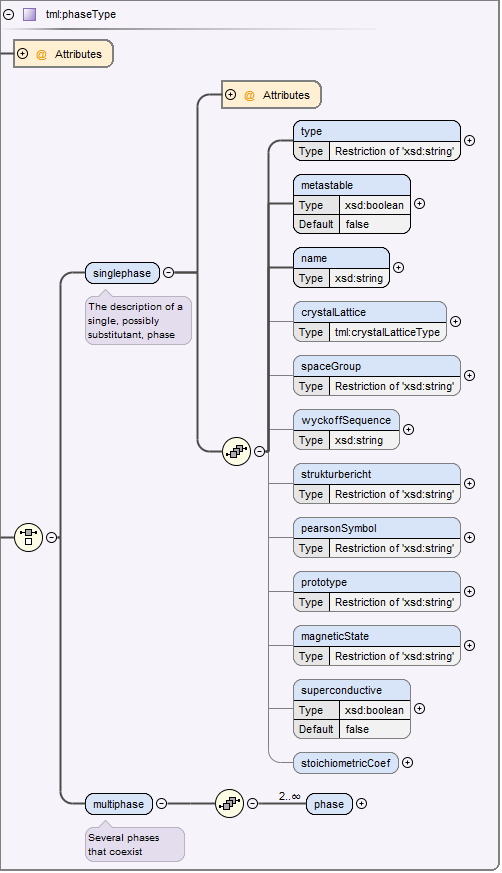 tml:phaseType
@ Attributes
@ Attributes
type
Type Restriction of 'xsd:string'
metastable
Type xsd:boolean
Default false
name
Type xsd:string
singlephase
The description of a
single, possibly
substitutant, phase
crystalLattice
Type tml:crystalLatticeType
spaceGroup
Type Restriction of 'xsd:string'
wyckoffSequence
Type xsd:string
strukturbericht
Type Restriction of 'xsd:string'
pearsonSymbol
Type Restriction of 'xsd:string'
prototype
Type Restriction of 'xsd:string'
magneticState
Type Restriction of 'xsd:string'
superconductive
Type xsd:boolean
Default false
stoichiometricCoef
multiphase
2..∞
phase
Several phases
that coexist